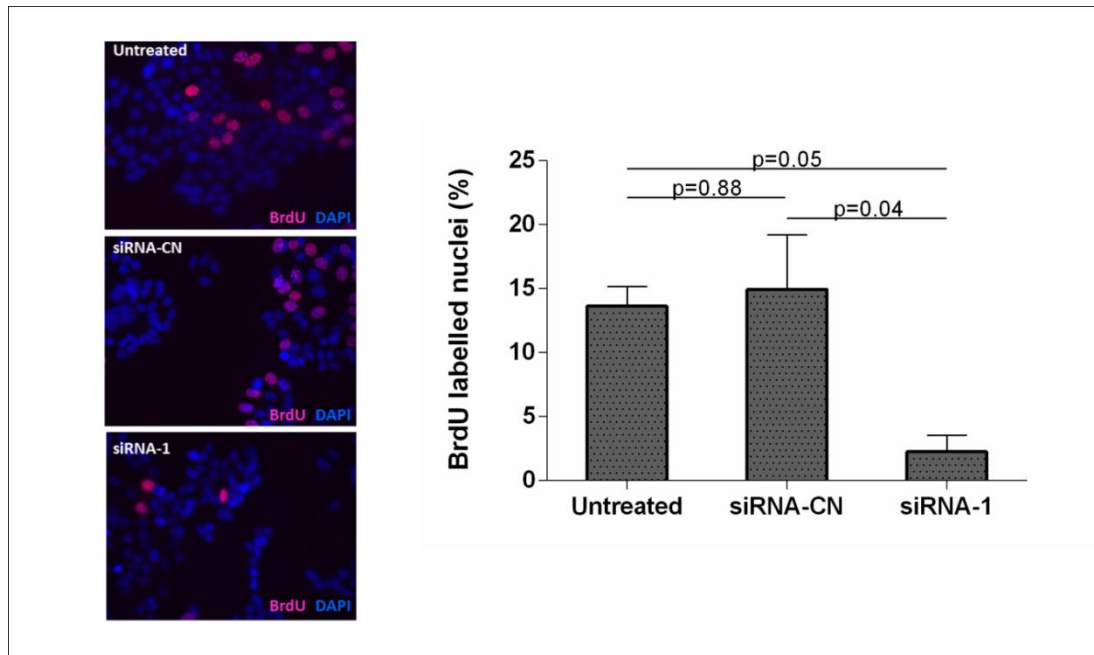 Untreated
BrdU DAPI
siRNA-CN
BrdU DAPI
siRNA-1
BrdU DAPI
BrdU labelled nuclei (%)
25
20
15
10
5
0
p=0.05
p=0.88
p=0.04
Untreated siRNA-CN siRNA-1